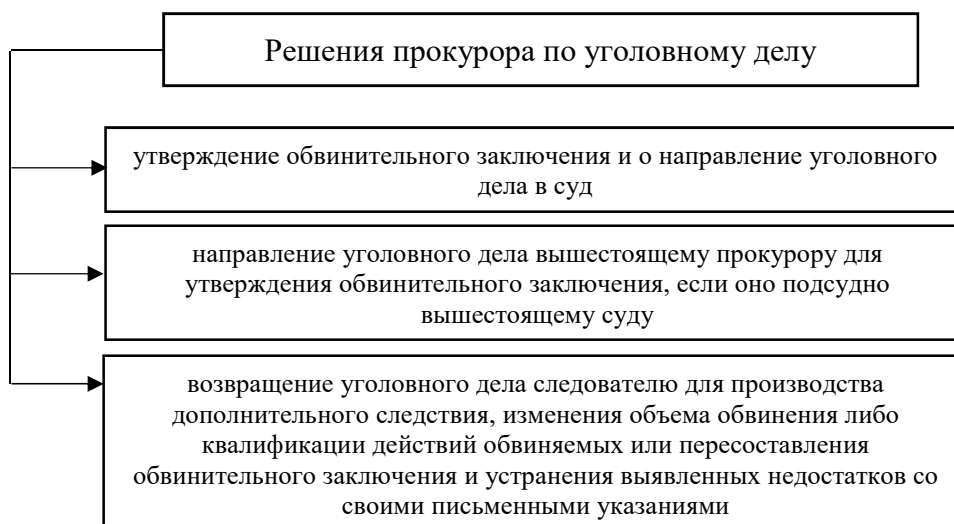 Решения прокурора по уголовному делу
утверждение обвинительного заключения и о направление уголовного
дела в суд
направление уголовного дела вышестоящему прокурору для
утверждения обвинительного заключения, если оно подсудно
вышестоящему суду
возвращение уголовного дела следователю для производства
дополнительного следствия, изменения объема обвинения либо
квалификации действий обвиняемых или пересоставления
обвинительного заключения и устранения выявленных недостатков со
своими письменными указаниями